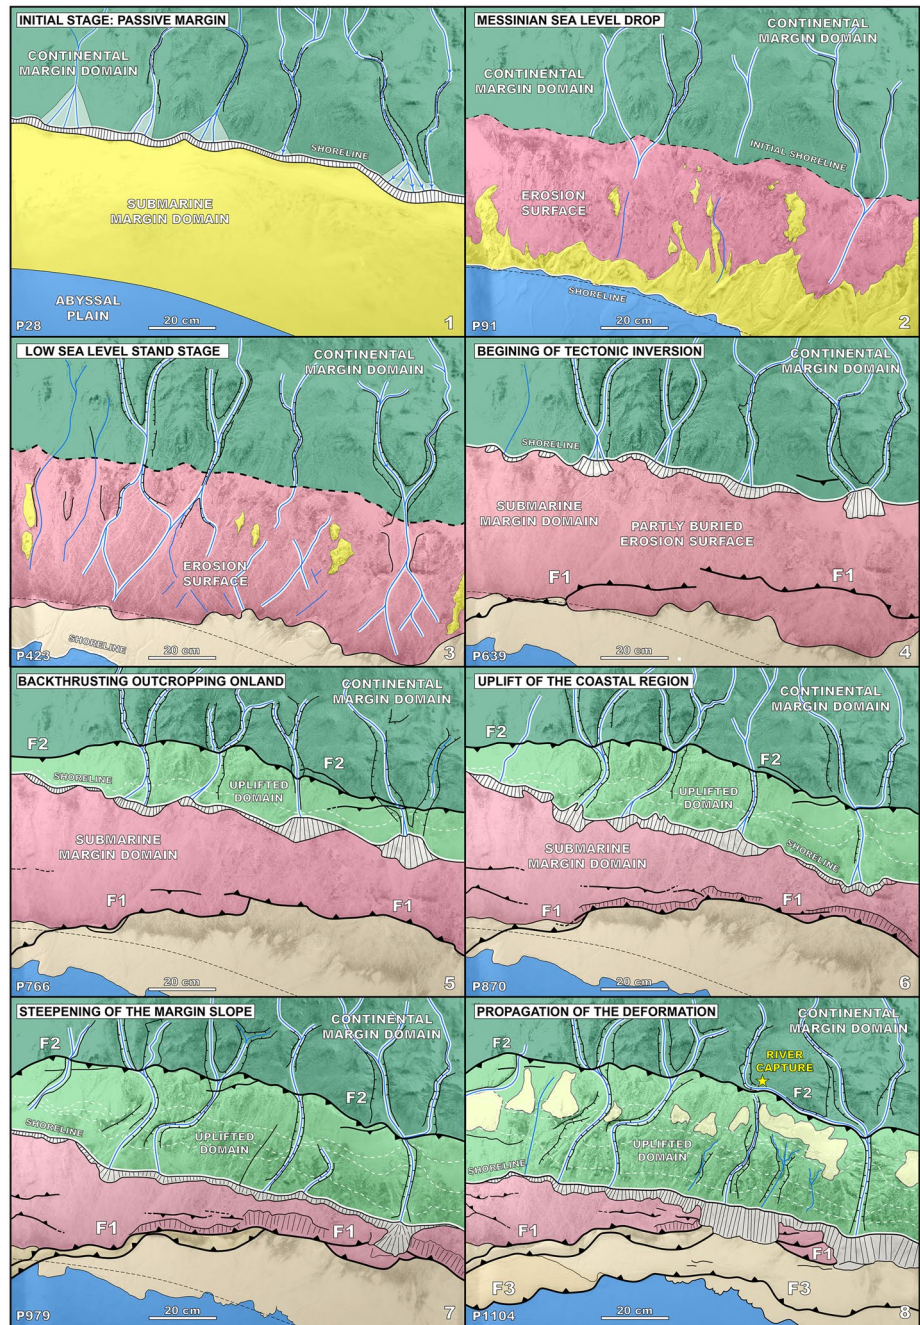 INITIAL STAGE: PASSIVE MARGIN
CONTINENTAL
MARGIN DOMAIN
SHORELINE
SUBMARINE
MARGIN DOMAIN
ABYSSAL
PLAIN
P28
20 cm
1
MESSINIAN SEA LEVEL DROP
CONTINENTAL
MARGIN DOMAIN
CONTINENTAL
MARGIN DOMAIN
INITIAL SHORELINE
EROSION
SURFACE
SHORELINE
P91
20 cm
2
LOW SEA LEVEL STAND STAGE
CONTINENTAL
MARGIN DOMAIN
EROSION
SURFACE
SHORELINE
P423
20 cm
3
BEGINING OF TECTONIC INVERSION
CONTINENTAL
MARGIN DOMAIN
SHORELINE
SUBMARINE
MARGIN DOMAIN
PARTLY BURIED
EROSION SURFACE
F1
F1
P639
20 cm
4
BACKTHRUSTING OUTCROPPING ONLAND
CONTINENTAL
MARGIN DOMAIN
F2
F2
SHORELINE
UPLIFTED
DOMAIN
SUBMARINE
MARGIN DOMAIN
F1
F1
P766
20 cm
5
UPLIFT OF THE COASTAL REGION
CONTINENTAL
MARGIN DOMAIN
F2
F2
UPLIFTED
DOMAIN
SHORELINE
SUBMARINE
MARGIN DOMAIN
F1
F1
P870
20 cm
6
STEEPENING OF THE MARGIN SLOPE
CONTINENTAL
MARGIN DOMAIN
F2
F2
SHORELINE
UPLIFTED
DOMAIN
F1
F1
P979
20 cm
7
PROPAGATION OF THE DEFORMATION
CONTINENTAL
MARGIN DOMAIN
F2
RIVER
CAPTURE
F2
UPLIFTED
DOMAIN
SHORELINE
F1
F1
F3
F3
P1104
20 cm
8